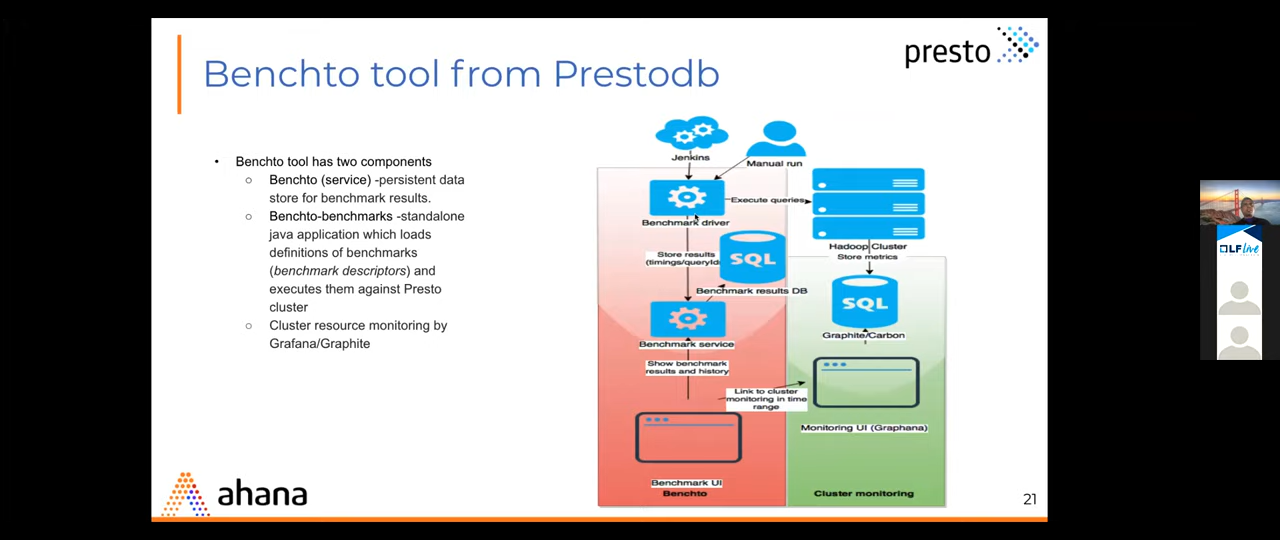 presto
Benchto tool from Prestodb
• Benchto tool has two components
○ Benchto (service) -persistent data
store for benchmark results.
○ Benchto-benchmarks -standalone
java application which loads
definitions of benchmarks
(benchmark descriptors) and
executes them against Presto
cluster
○ Cluster resource monitoring by
Grafana/Graphite
Jenkins
Manual run
Execute queries
Benchmark driver
Hadoop Cluster
Store metrics
Store results
(timings/queryId
SQL
Benchmark results DB
SQL
Graphite/Carbon
Benchmark service
Show benchmark
results and history
Link to cluster
monitoring in time
range
Monitoring UI (Graphana)
Benchmark UI
Benchto
Cluster monitoring
ahana
21
LF Live